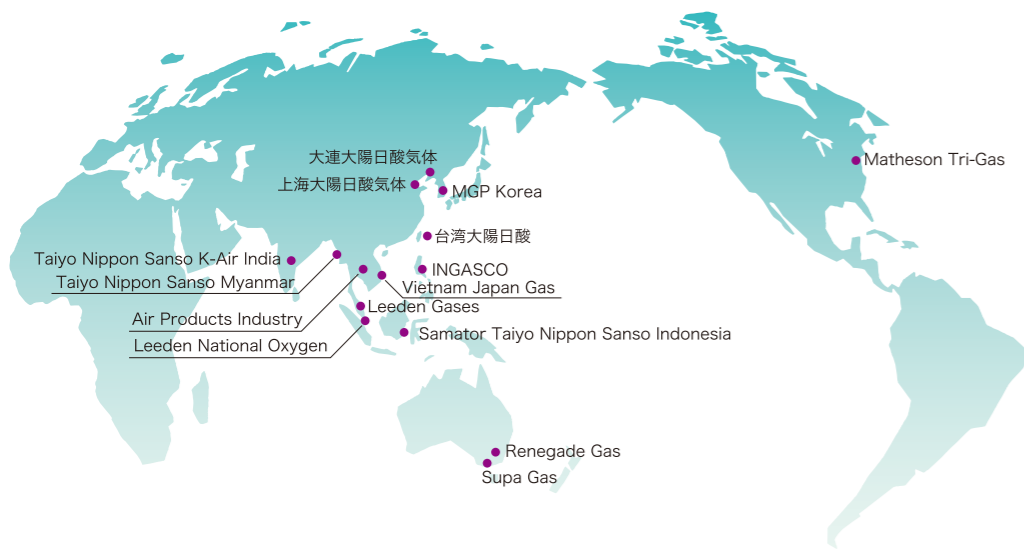 大連大陽日酸気体
Matheson Tri-Gas
上海大陽日酸気体
MGP Korea
台湾大陽日酸
Taiyo Nippon Sanso K-Air India
INGASCO
Taiyo Nippon Sanso Myanmar
Vietnam Japan Gas
Leeden Gases
Air Products Industry
Samator Taiyo Nippon Sanso Indonesia
Leeden National Oxygen
Renegade Gas
Supa Gas